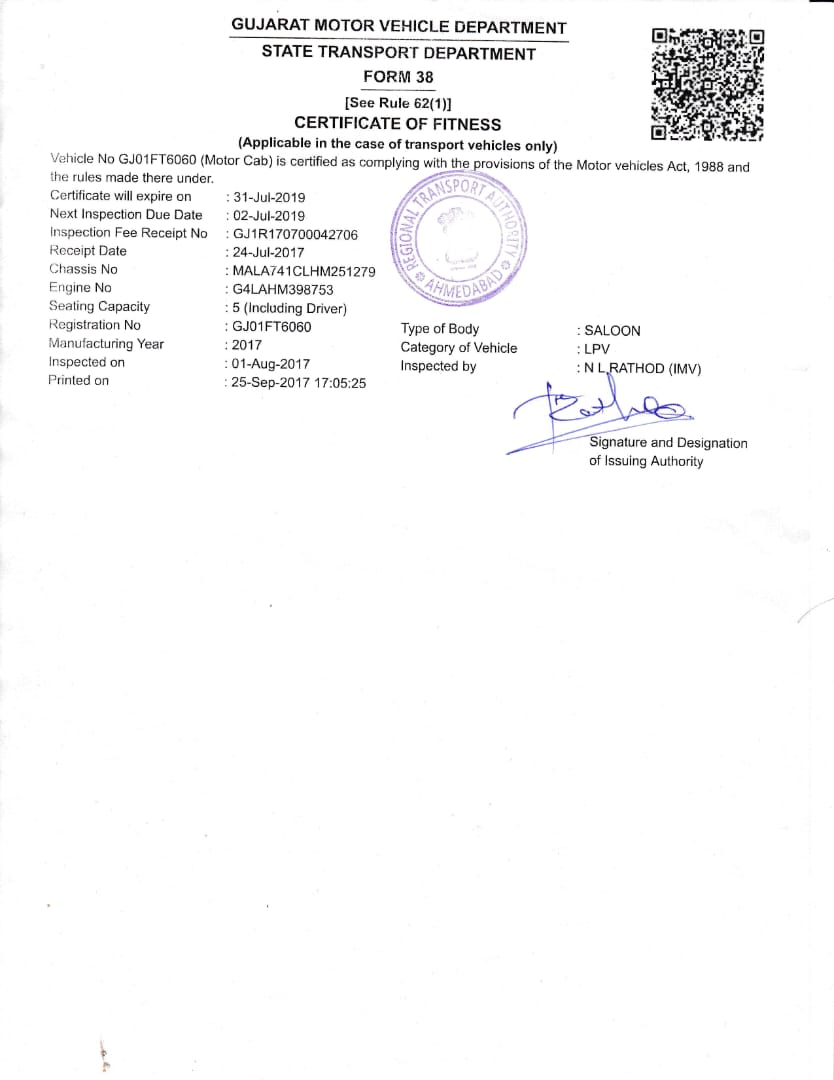 GUJARAT MOTOR VEHICLE DEPARTMENT
STATE TRANSPORT DEPARTMENT
FORM 38
[See Rule 62(1)]
CERTIFICATE OF FITNESS
(Applicable in the case of transport vehicles only)
Vehicle No GJ01FT6060 (Motor Cab) is certified as complying with the provisions of the Motor vehicles Act, 1988 and
the rules made there under.
Certificate will expire on : 31-Jul-2019
Next Inspection Due Date : 02-Jul-2019
Inspection Fee Receipt No : GJ1R170700042706
Receipt Date : 24-Jul-2017
Chassis No : MALA741CLHM251279
Engine No : G4LAHM398753
Seating Capacity : 5 (Including Driver)
Registration No : GJ01FT6060 Type of Body : SALOON
Manufacturing Year : 2017 Category of Vehicle : LPV
Inspected on : 01-Aug-2017 Inspected by : N L RATHOD (IMV)
Printed on : 25-Sep-2017 17:05:25
Signature and Designation
of Issuing Authority
REGIONAL TRANSPORT AUTHORITY
AHMEDABAD